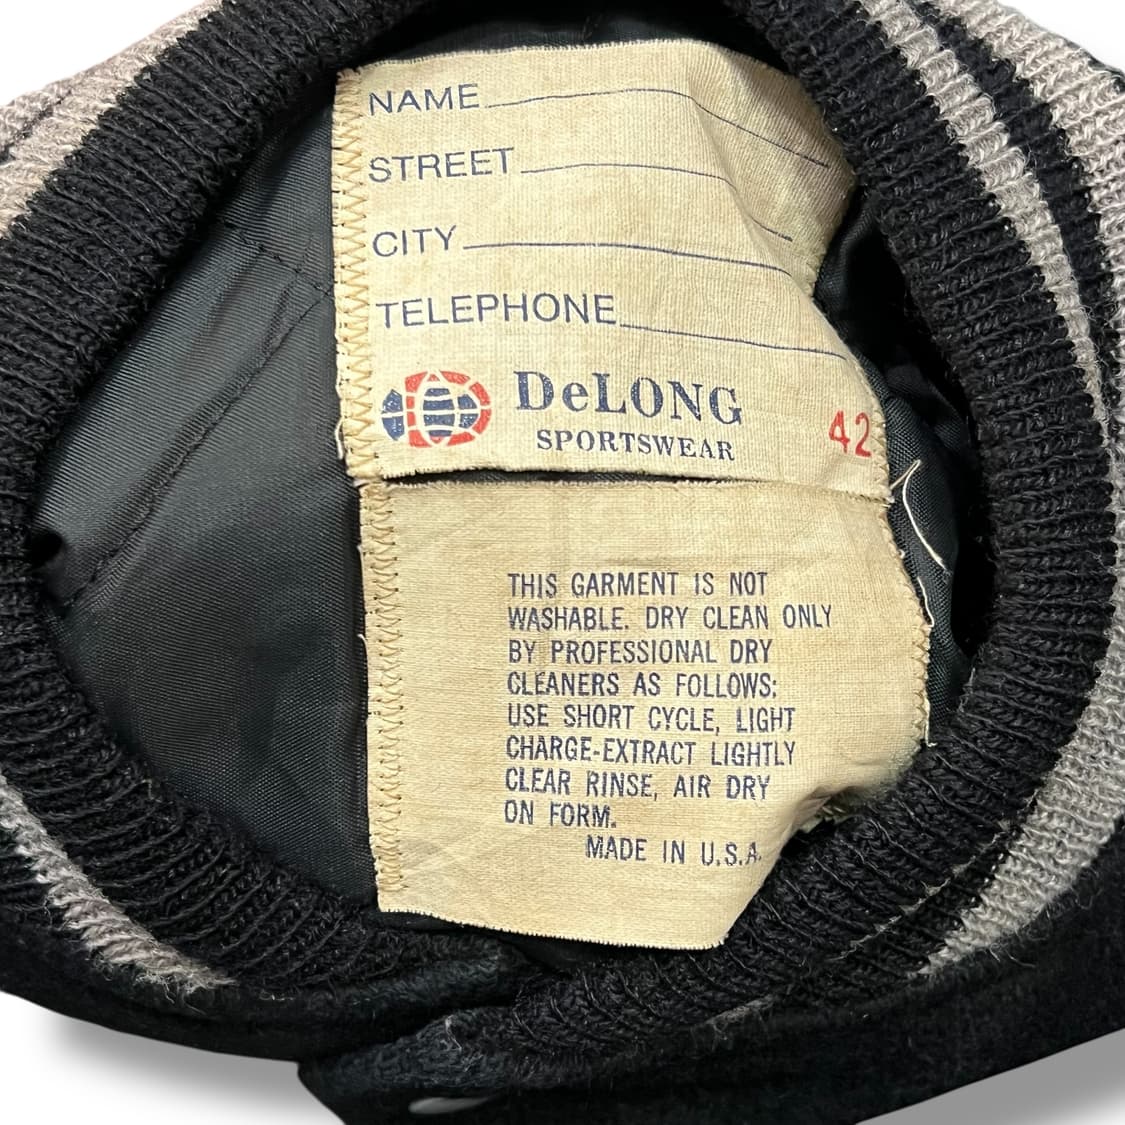 NAME
STREET
CITY
TELEPHONE
DeLONG
SPORTSWEAR
42
THIS GARMENT IS NOT
WASHABLE. DRY CLEAN ONLY
BY PROFESSIONAL DRY
CLEANERS AS FOLLOWS:
USE SHORT CYCLE, LIGHT
CHARGE-EXTRACT LIGHTLY
CLEAR RINSE, AIR DRY
ON FORM.
MADE IN U.S.A.